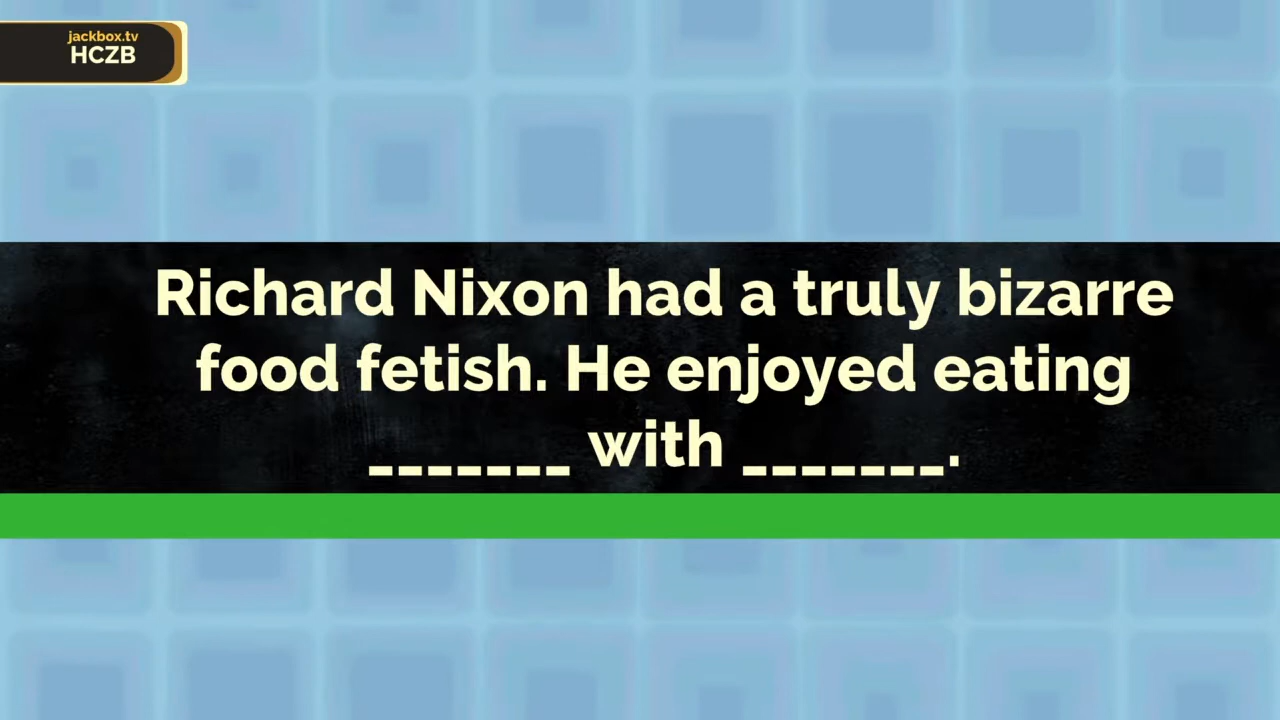 jackbox.tv
HCZB
Richard Nixon had a truly bizarre
food fetish. He enjoyed eating
_______ with _______.